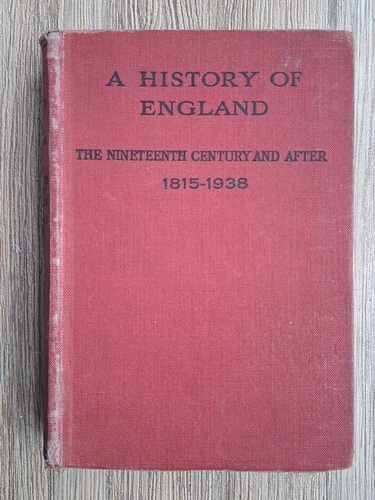 A HISTORY OF
ENGLAND
THE NINETEENTH CENTURY AND AFTER
1815-1938